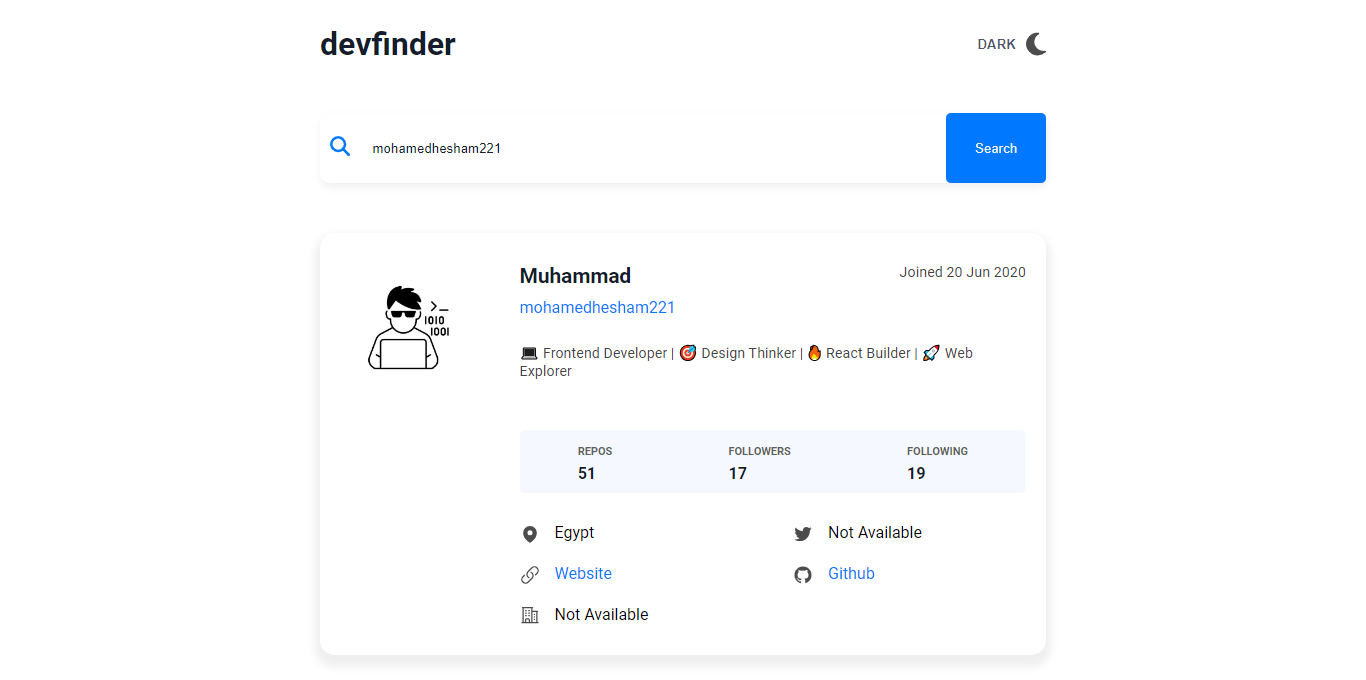 devfinder
DARK
mohamedhesham221
Search
Muhammad
Joined 20 Jun 2020
mohamedhesham221
>_
1010
1001
💻 Frontend Developer | 🎯 Design Thinker | 🔥 React Builder | 🚀 Web
Explorer
REPOS FOLLOWERS FOLLOWING
51 17 19
Egypt Not Available
Website Github
Not Available